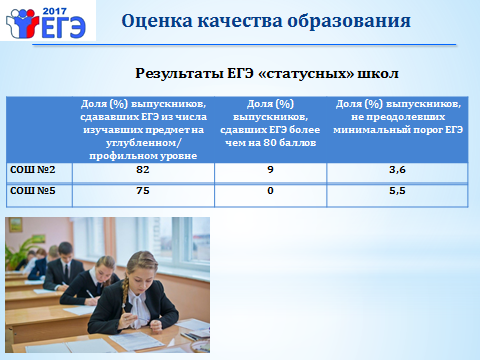 2017
ЕГЭ
Оценка качества образования
Результаты ЕГЭ «статусных» школ
Доля (%) выпускников,
сдававших ЕГЭ из числа
изучавших предмет на
углубленном/
профильном уровне
Доля (%)
выпускников,
сдавших ЕГЭ более
чем на 80 баллов
Доля (%) выпускников,
не преодолевших
минимальный порог ЕГЭ
СОШ №2 82 9 3,6
СОШ №5 75 0 5,5